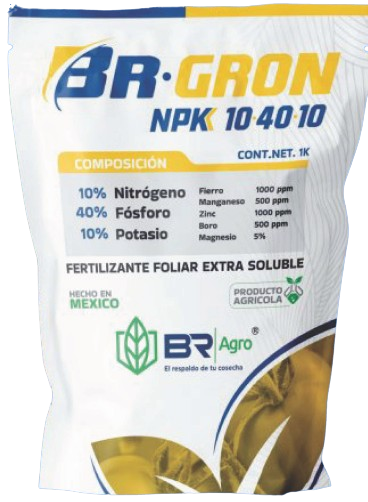 BR·GRON
NPK 10·40·10
CONT.NET. 1K
COMPOSICIÓN
10% Nitrógeno
40% Fósforo
10% Potasio
Fierro 1000 ppm
Manganeso 500 ppm
Zinc 1000 ppm
Boro 500 ppm
Magnesio 5%
FERTILIZANTE FOLIAR EXTRA SOLUBLE
HECHO EN
MEXICO
PRODUCTO
AGRICOLA
BR Agro ®
El respaldo de tu cosecha